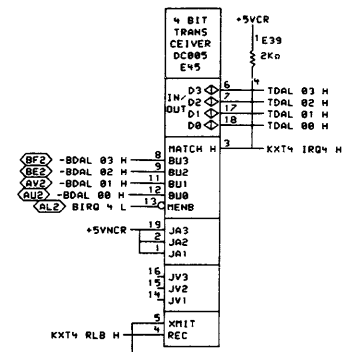 4 BIT
TRANS
CEIVER
DC005
E45
+5VCR
1 E39
2KΩ
4
IN/
OUT
D3 6 TDAL 03 H
D2 7 TDAL 02 H
D1 17 TDAL 01 H
D0 18 TDAL 00 H
MATCH H 3 KXT4 IRQ4 H
BF2 -BDAL 03 H 8 BU3
BE2 -BDAL 02 H 9 BU2
AV2 -BDAL 01 H 11 BU1
AU2 -BDAL 00 H 12 BU0
AL2 BIRQ 4 L 13 MENB
+5VNCR 19 JA3
2 JA2
1 JA1
16 JV3
15 JV2
14 JV1
5 XMIT
KXT4 RLB H 4 REC